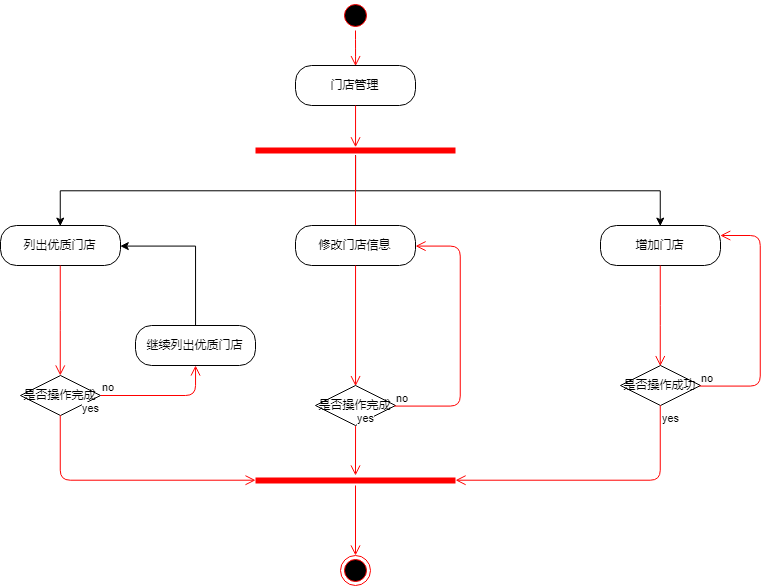 门店管理
列出优质门店
修改门店信息
增加门店
继续列出优质门店
是否操作完成
no
yes
是否操作完成
no
yes
是否操作成功
no
yes